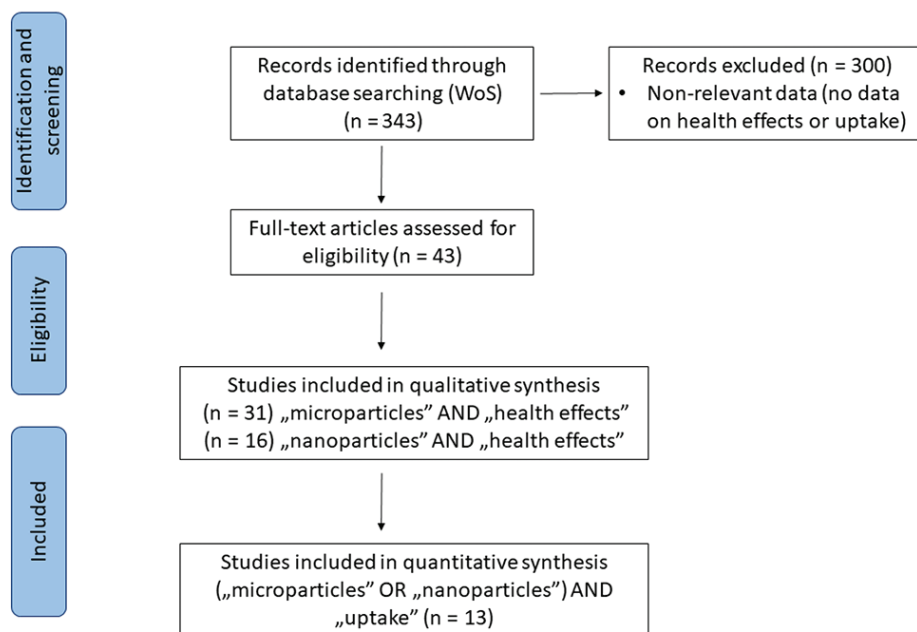 Identification and
screening
Records identified through
database searching (WoS)
(n = 343)
Records excluded (n = 300)
• Non-relevant data (no data
on health effects or uptake)
Full-text articles assessed for
eligibility (n = 43)
Eligibility
Studies included in qualitative synthesis
(n = 31) „microparticles” AND „health effects”
(n = 16) „nanoparticles” AND „health effects”
Included
Studies included in quantitative synthesis
(„microparticles” OR „nanoparticles”) AND
„uptake” (n = 13)